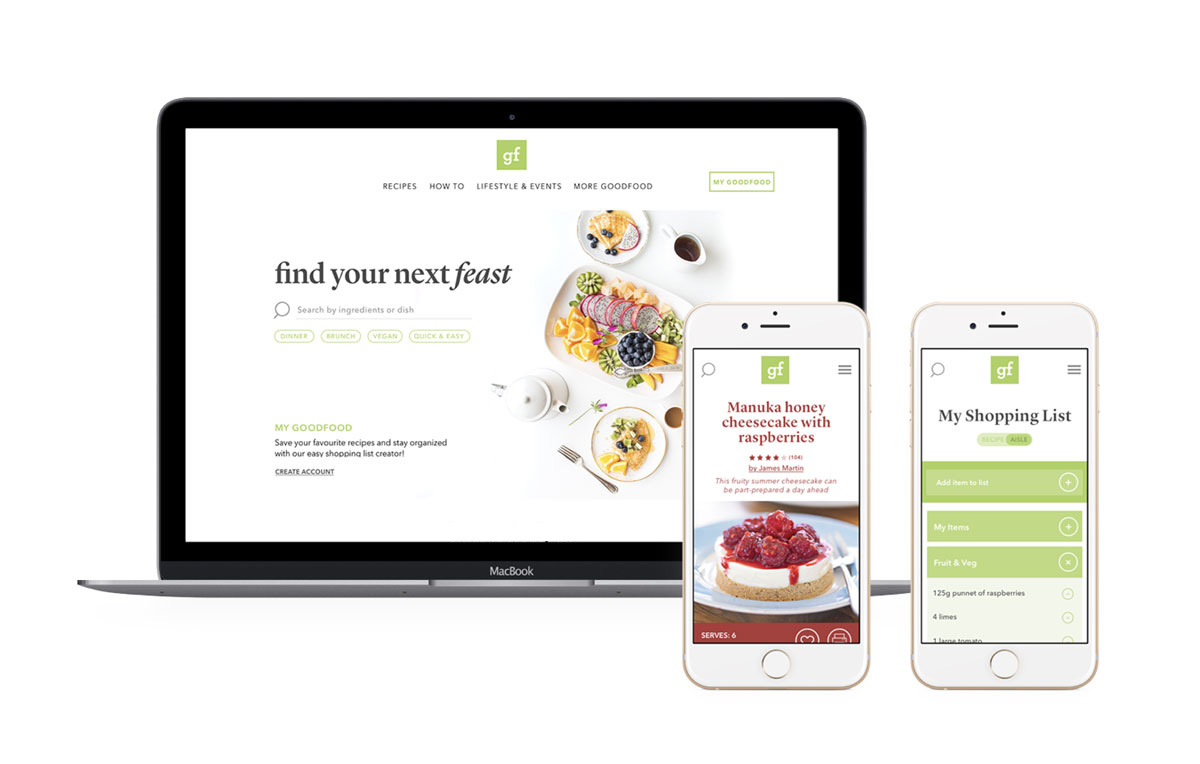 gf
RECIPES HOW TO LIFESTYLE & EVENTS MORE GOODFOOD
MY GOODFOOD
find your next feast
Search by ingredients or dish
DINNER BRUNCH VEGAN QUICK & EASY
MY GOODFOOD
Save your favourite recipes and stay organized
with our easy shopping list creator!
CREATE ACCOUNT
MacBook
gf
Manuka honey
cheesecake with
raspberries
(104)
by James Martin
This fruity summer cheesecake can
be part-prepared a day ahead
SERVES: 6
gf
My Shopping List
RECIPE AISLE
Add item to list
My Items
Fruit & Veg
125g punnet of raspberries
4 limes
1 large tomato